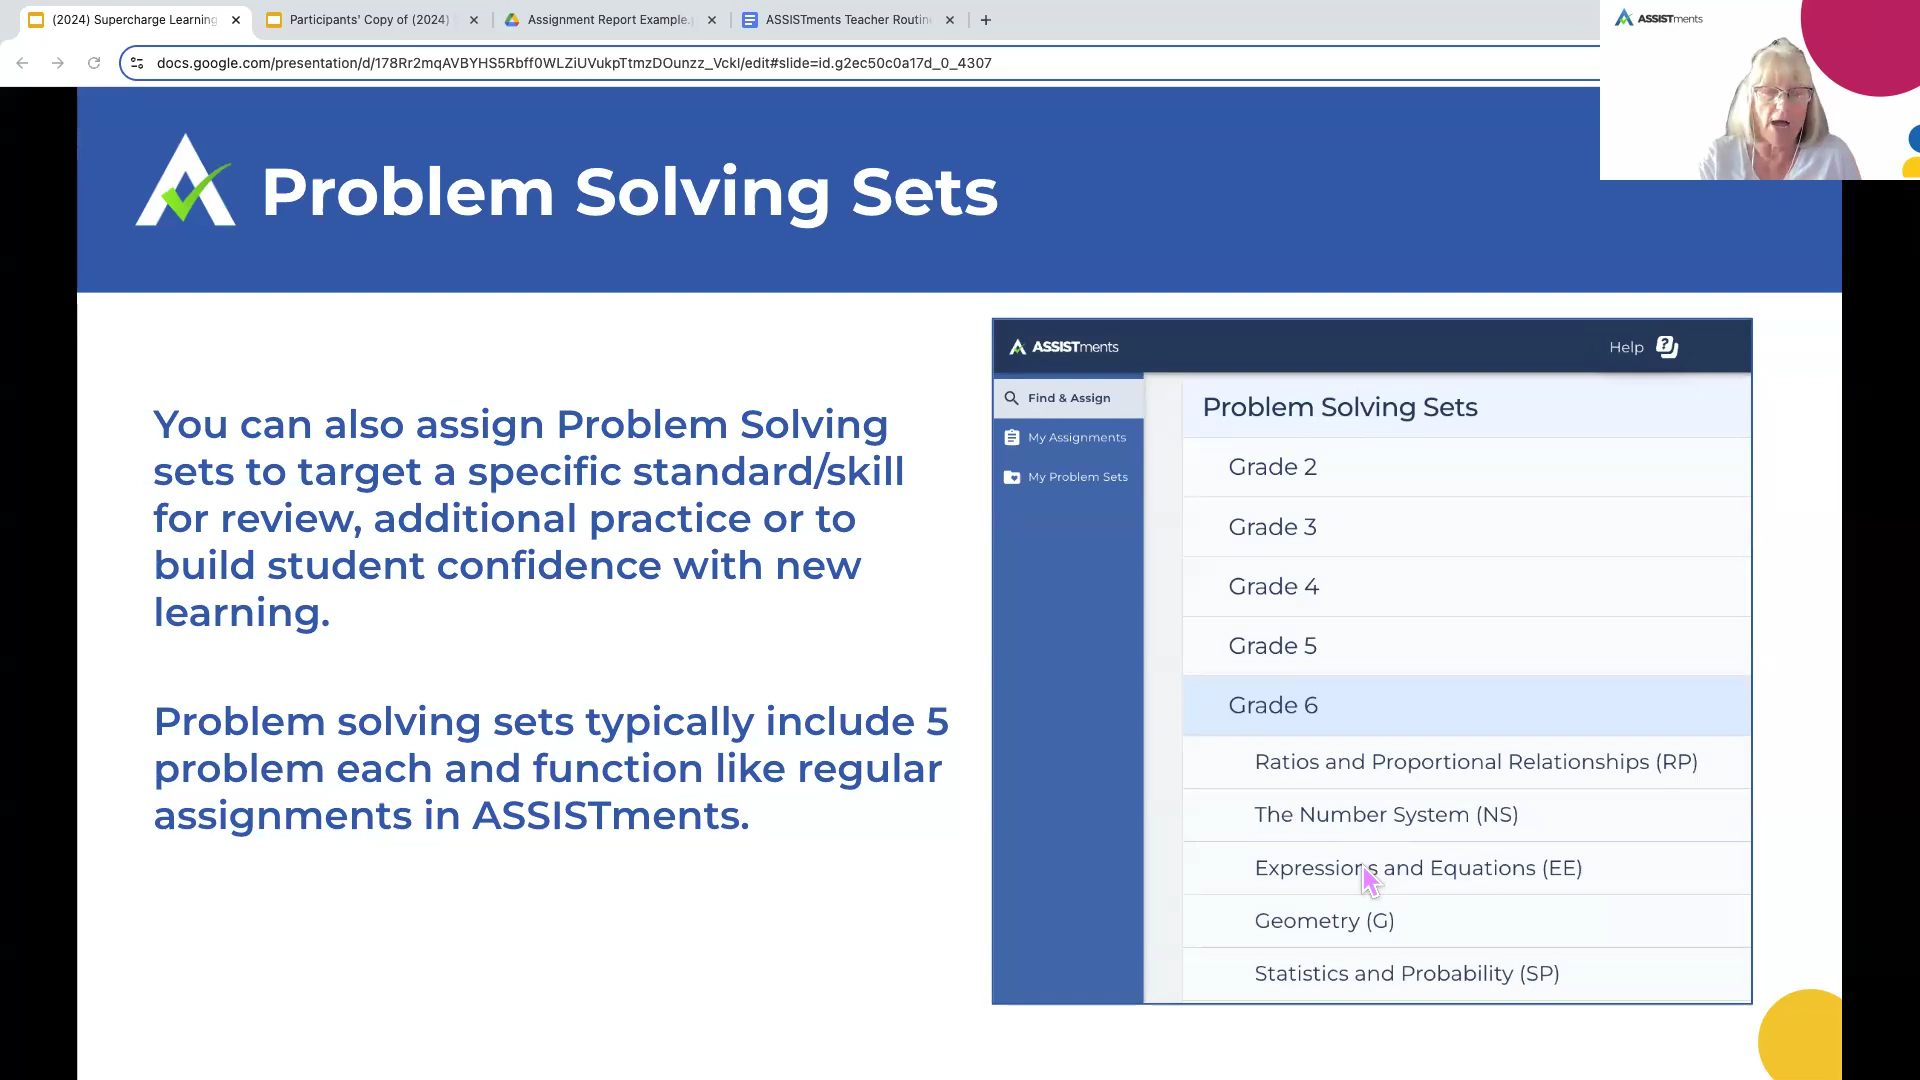 (2024) Supercharge Learning
Participants' Copy of (2024)
Assignment Report Example.
ASSISTments Teacher Routin
docs.google.com/presentation/d/178Rr2mqAVBYHS5Rbff0WLZiUVukpTtmzDOunzz_VckI/edit#slide=id.g2ec50c0a17d_0_4307
ASSISTments
Problem Solving Sets
You can also assign Problem Solving
sets to target a specific standard/skill
for review, additional practice or to
build student confidence with new
learning.
Problem solving sets typically include 5
problem each and function like regular
assignments in ASSISTments.
ASSISTments
Help
Find & Assign
My Assignments
My Problem Sets
Problem Solving Sets
Grade 2
Grade 3
Grade 4
Grade 5
Grade 6
Ratios and Proportional Relationships (RP)
The Number System (NS)
Expressions and Equations (EE)
Geometry (G)
Statistics and Probability (SP)